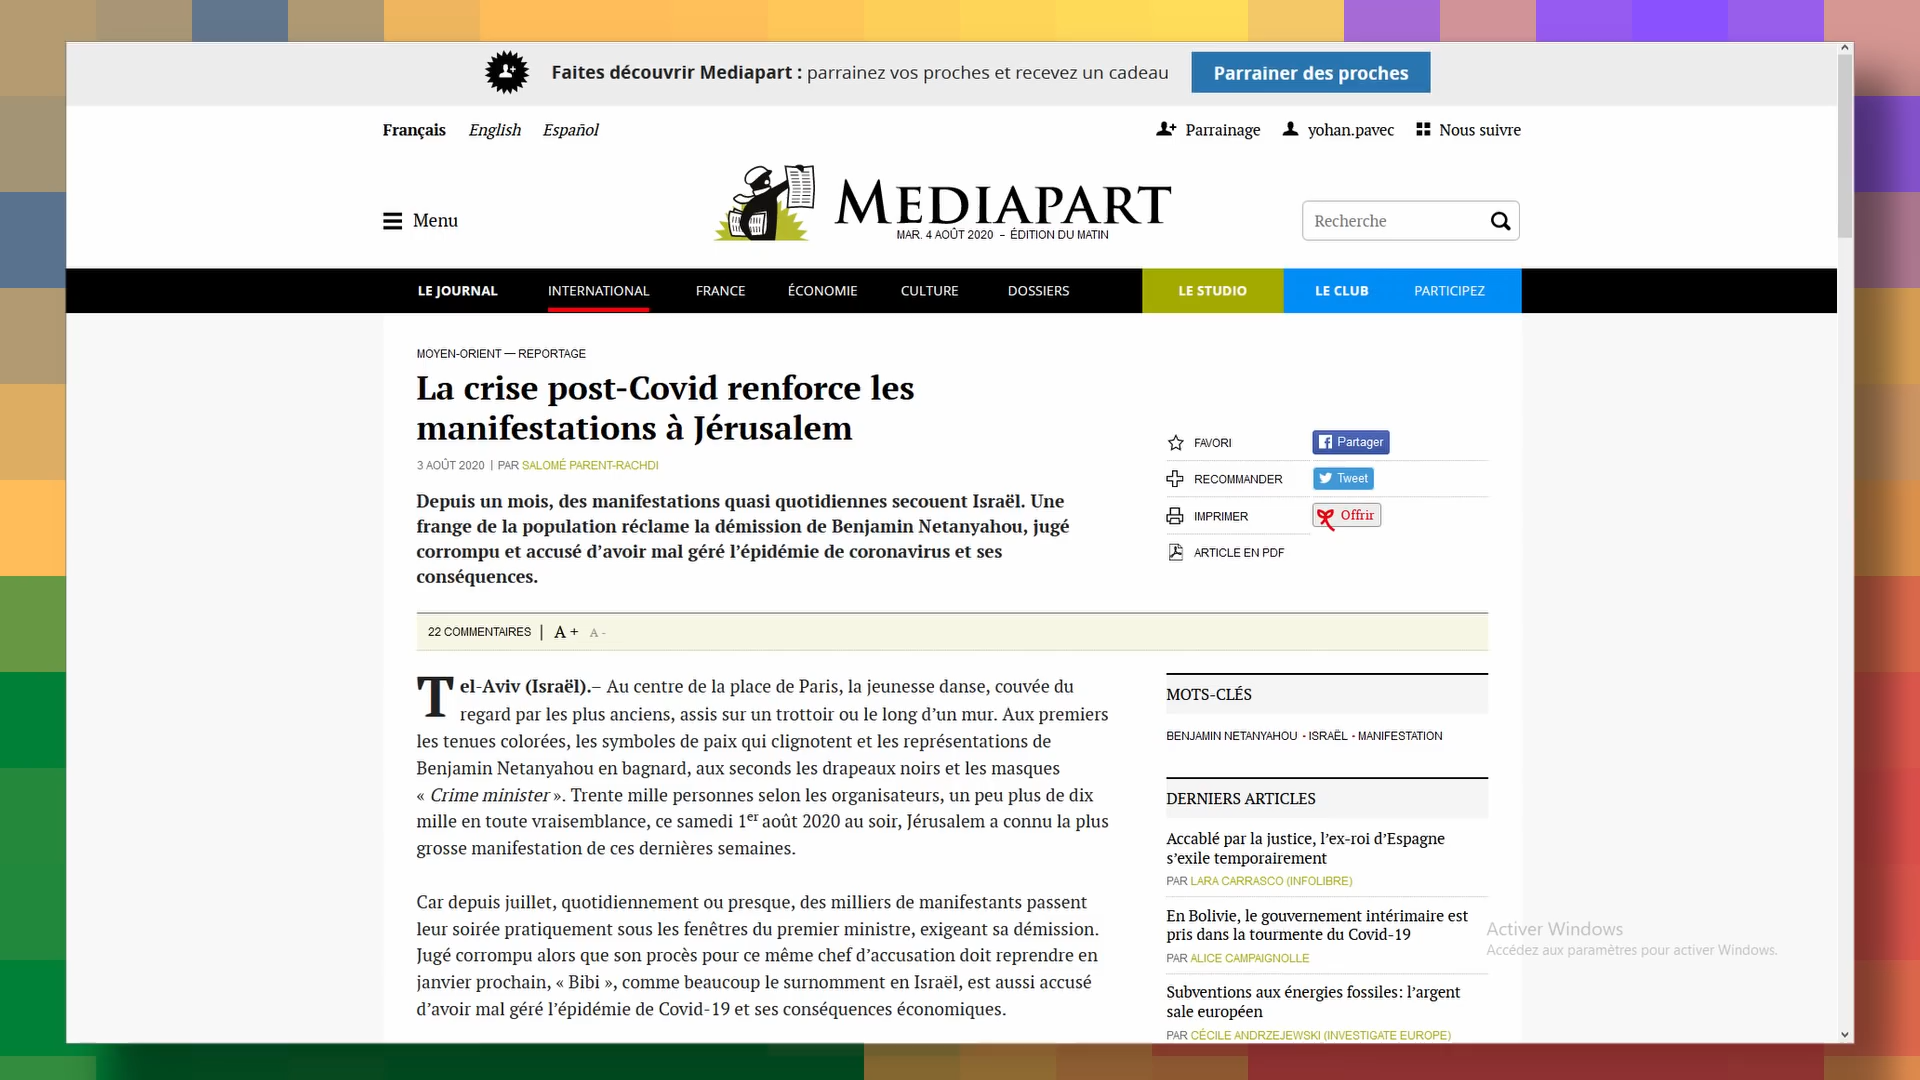 Faites découvrir Mediapart : parrainez vos proches et recevez un cadeau
Parrainer des proches
Français English Español
Parrainage yohan.pavec Nous suivre
Menu
MEDIAPART
MAR. 4 AOÛT 2020 – ÉDITION DU MATIN
Recherche
LE JOURNAL INTERNATIONAL FRANCE ÉCONOMIE CULTURE DOSSIERS LE STUDIO LE CLUB PARTICIPEZ
MOYEN-ORIENT — REPORTAGE
La crise post-Covid renforce les
manifestations à Jérusalem
3 AOÛT 2020 | PAR SALOMÉ PARENT-RACHDI
Depuis un mois, des manifestations quasi quotidiennes secouent Israël. Une
frange de la population réclame la démission de Benjamin Netanyahou, jugé
corrompu et accusé d’avoir mal géré l’épidémie de coronavirus et ses
conséquences.
FAVORI
Partager
RECOMMANDER
Tweet
IMPRIMER
Offrir
ARTICLE EN PDF
22 COMMENTAIRES | A + A -
Tel-Aviv (Israël).– Au centre de la place de Paris, la jeunesse danse, couvée du
regard par les plus anciens, assis sur un trottoir ou le long d’un mur. Aux premiers
les tenues colorées, les symboles de paix qui clignotent et les représentations de
Benjamin Netanyahou en bagnard, aux seconds les drapeaux noirs et les masques
« Crime minister ». Trente mille personnes selon les organisateurs, un peu plus de dix
mille en toute vraisemblance, ce samedi 1er août 2020 au soir, Jérusalem a connu la plus
grosse manifestation de ces dernières semaines.
Car depuis juillet, quotidiennement ou presque, des milliers de manifestants passent
leur soirée pratiquement sous les fenêtres du premier ministre, exigeant sa démission.
Jugé corrompu alors que son procès pour ce même chef d’accusation doit reprendre en
janvier prochain, « Bibi », comme beaucoup le surnomment en Israël, est aussi accusé
d’avoir mal géré l’épidémie de Covid-19 et ses conséquences économiques.
MOTS-CLÉS
BENJAMIN NETANYAHOU - ISRAËL - MANIFESTATION
DERNIERS ARTICLES
Accablé par la justice, l’ex-roi d’Espagne
s’exile temporairement
PAR LARA CARRASCO (INFOLIBRE)
En Bolivie, le gouvernement intérimaire est
pris dans la tourmente du Covid-19
PAR ALICE CAMPAIGNOLLE
Subventions aux énergies fossiles: l’argent
sale européen
PAR CÉCILE ANDRZEJEWSKI (INVESTIGATE EUROPE)
Activer Windows
Accédez aux paramètres pour activer Windows.